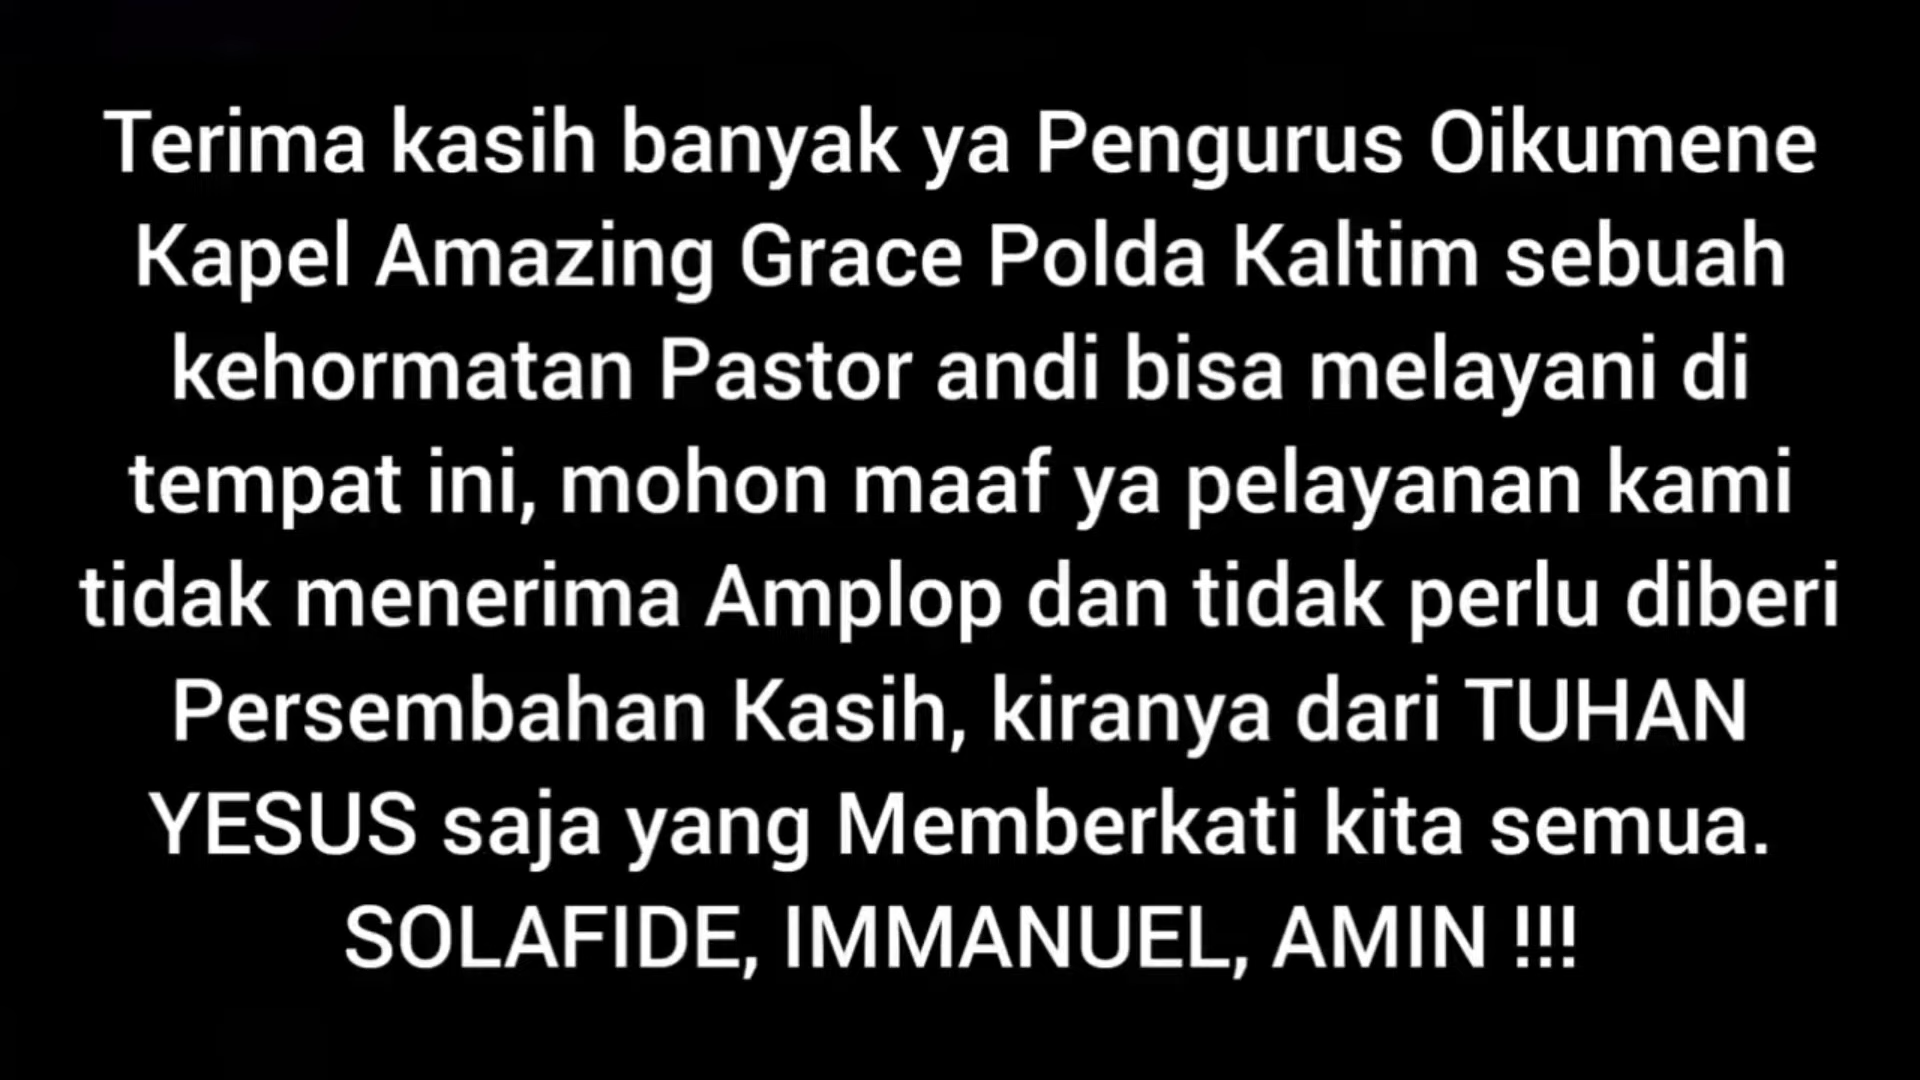 Terima kasih banyak ya Pengurus Oikumene
Kapel Amazing Grace Polda Kaltim sebuah
kehormatan Pastor andi bisa melayani di
tempat ini, mohon maaf ya pelayanan kami
tidak menerima Amplop dan tidak perlu diberi
Persembahan Kasih, kiranya dari TUHAN
YESUS saja yang Memberkati kita semua.
SOLAFIDE, IMMANUEL, AMIN !!!